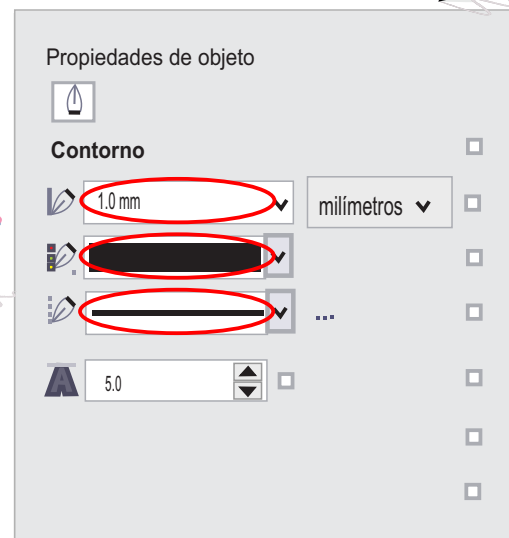 Propiedades de objeto
Contorno
1.0 mm
milímetros
...
5.0